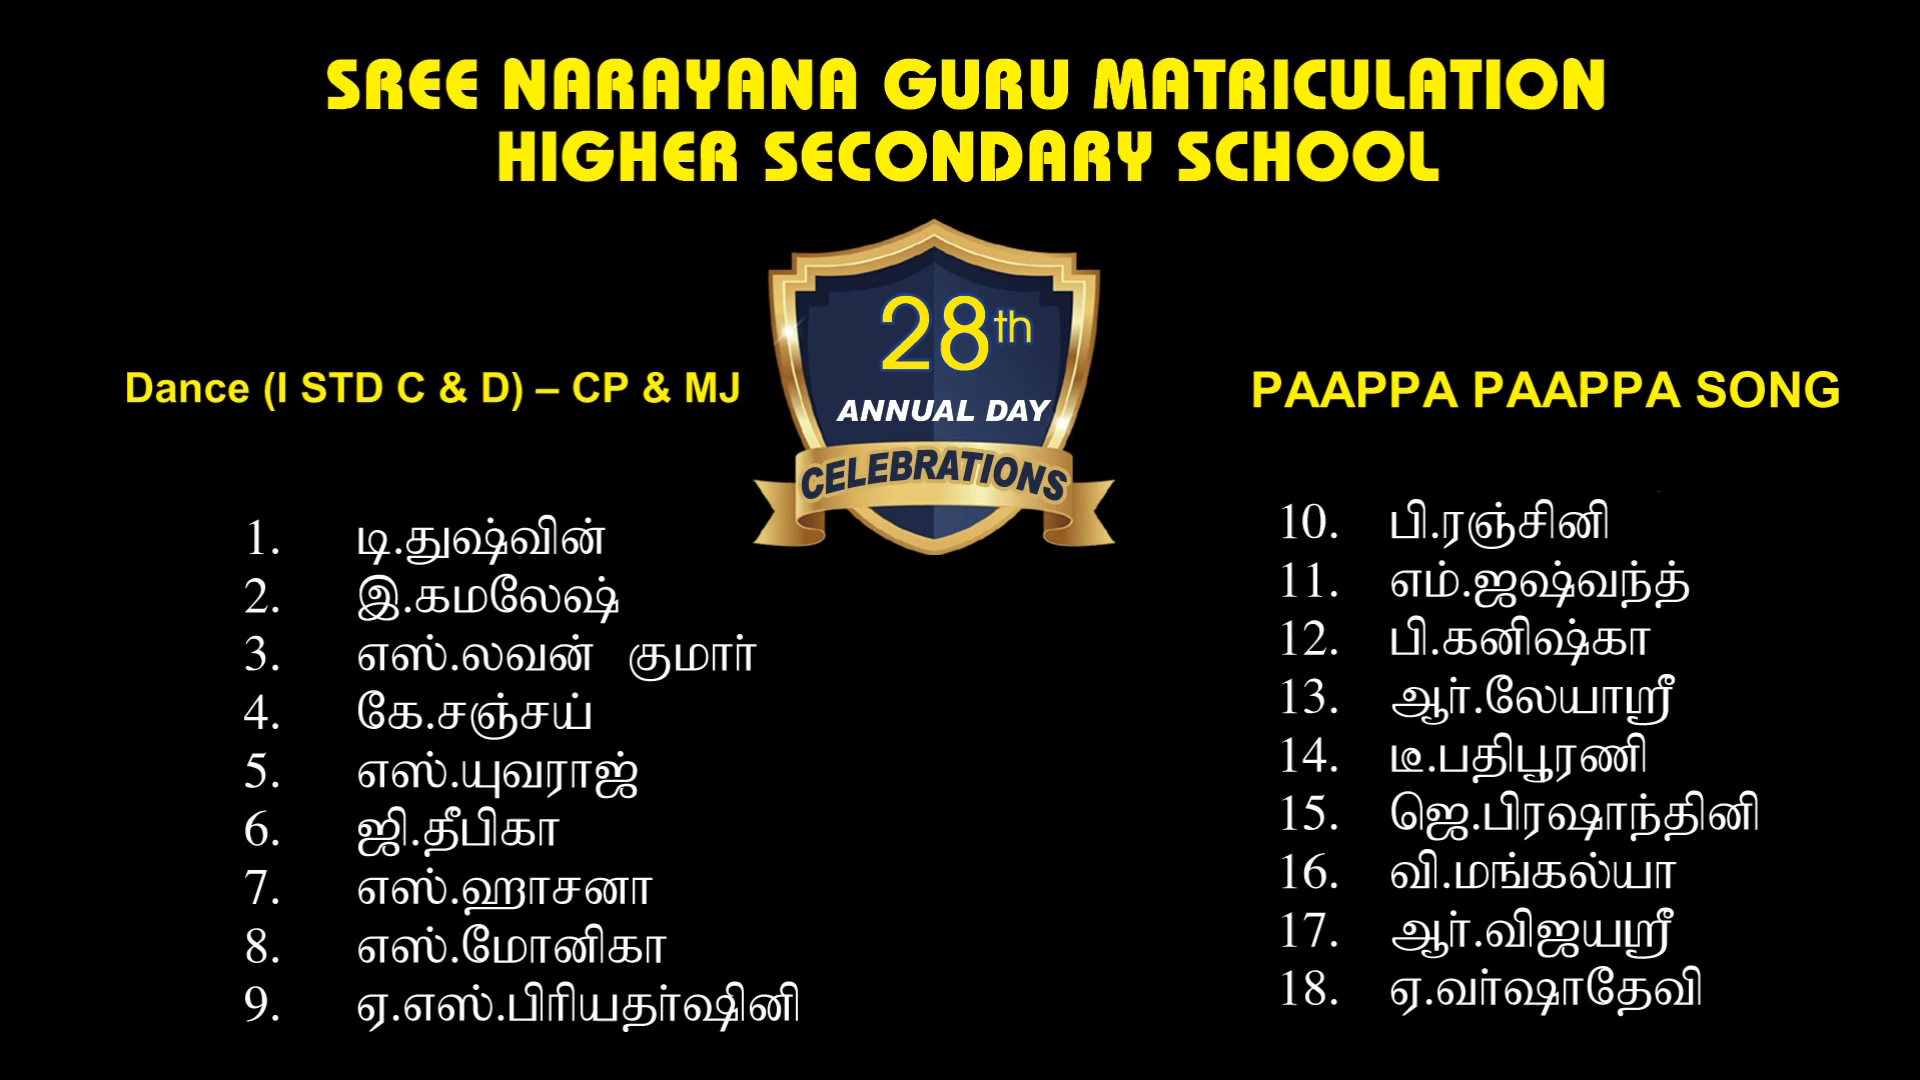 SREE NARAYANA GURU MATRICULATION
HIGHER SECONDARY SCHOOL
28th
ANNUAL DAY
CELEBRATIONS
Dance (I STD C & D) – CP & MJ
PAAPPA PAAPPA SONG
1. டி.துஷ்வின்
2. இ.கமலேஷ்
3. எஸ்.லவன் குமார்
4. கே.சஞ்சய்
5. எஸ்.யுவராஜ்
6. ஜி.தீபிகா
7. எஸ்.ஹாசனா
8. எஸ்.மோனிகா
9. ஏ.எஸ்.பிரியதர்ஷினி
10. பி.ரஞ்சினி
11. எம்.ஜஷ்வந்த்
12. பி.கனிஷ்கா
13. ஆர்.லேயாஸ்ரீ
14. டீ.பதிபூரணி
15. ஜெ.பிரஷாந்தினி
16. வி.மங்கல்யா
17. ஆர்.விஜயஸ்ரீ
18. ஏ.வர்ஷாதேவி